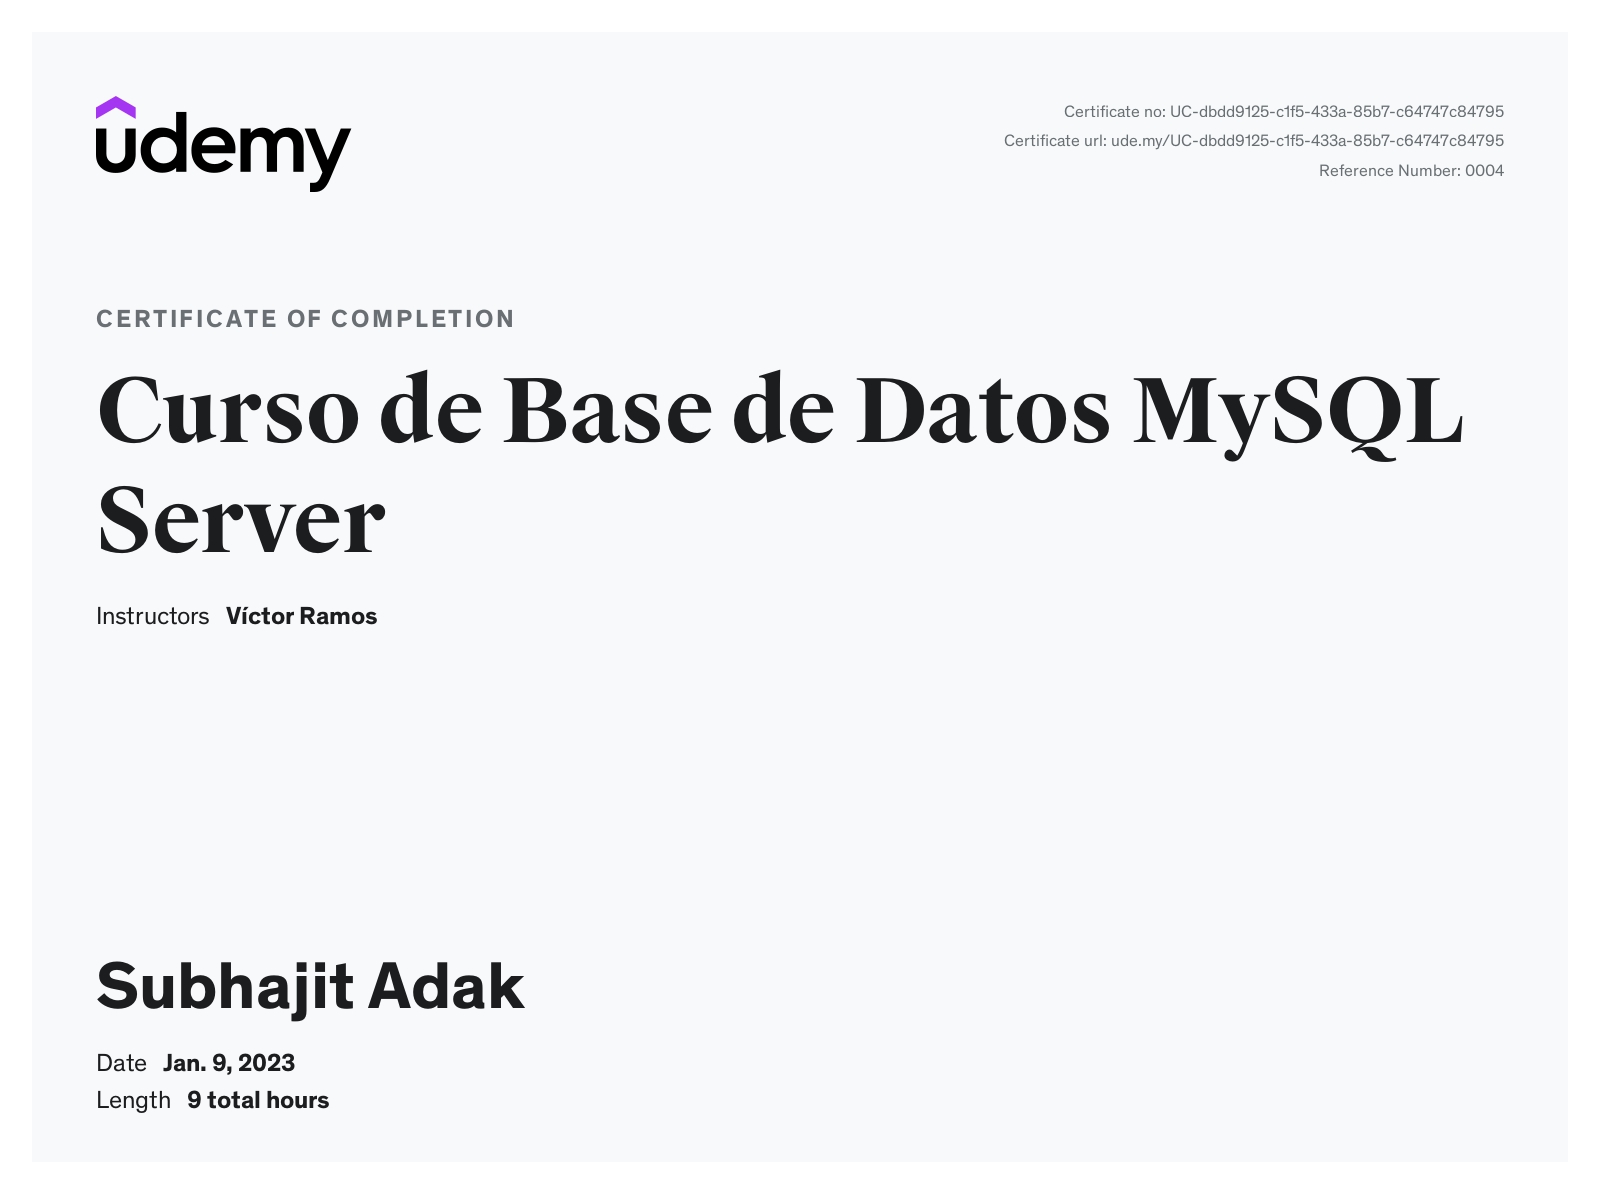 udemy
Certificate no: UC-dbdd9125-c1f5-433a-85b7-c64747c84795
Certificate url: ude.my/UC-dbdd9125-c1f5-433a-85b7-c64747c84795
Reference Number: 0004
CERTIFICATE OF COMPLETION
Curso de Base de Datos MySQL
Server
Instructors Víctor Ramos
Subhajit Adak
Date Jan. 9, 2023
Length 9 total hours